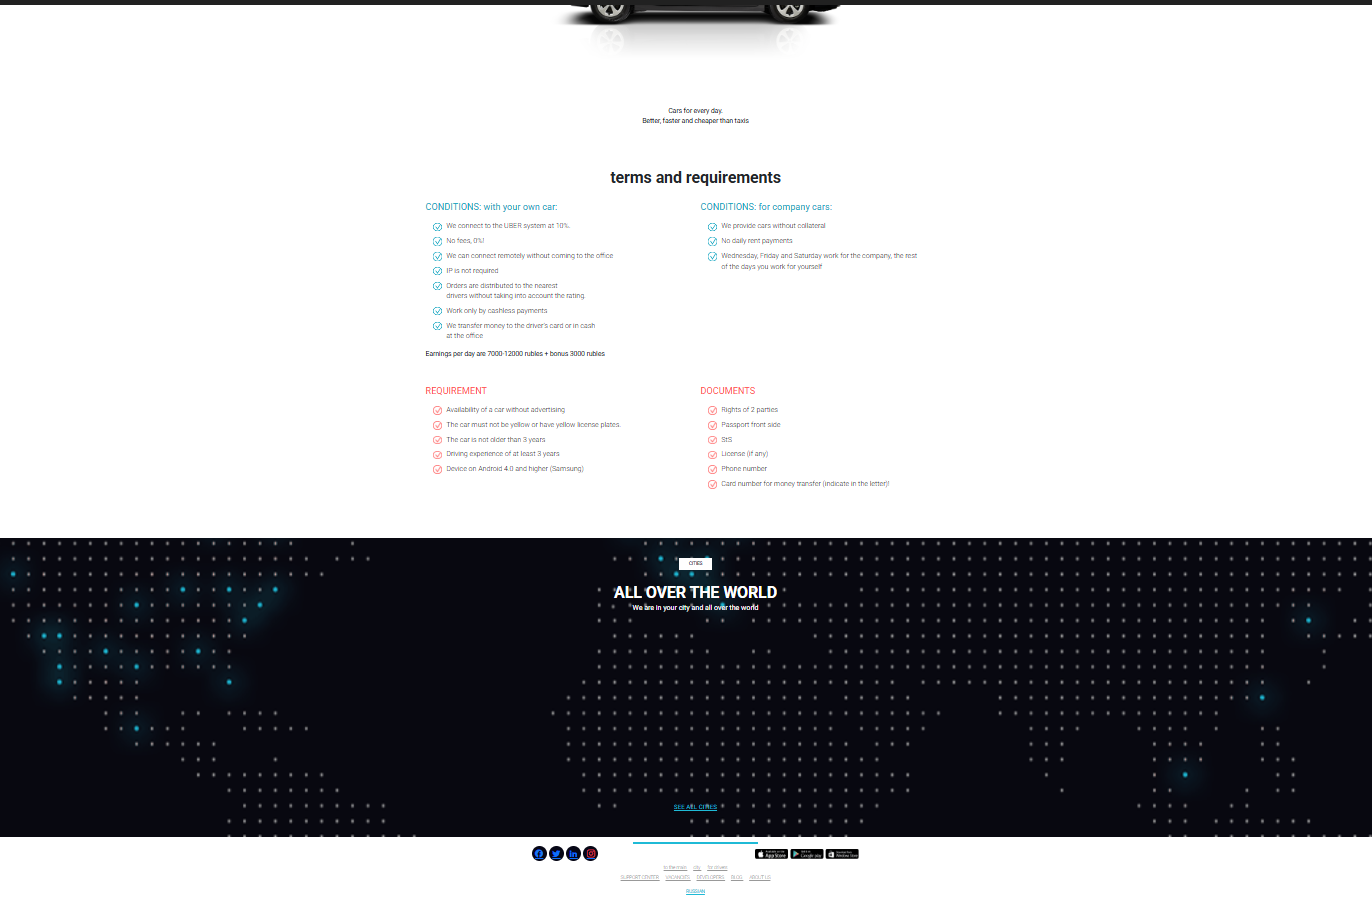 Cars for every day.
Better, faster and cheaper than taxis
terms and requirements
CONDITIONS: with your own car:
We connect to the UBER system at 10%.
No fees, 0%!
We can connect remotely without coming to the office
IP is not required
Orders are distributed to the nearest
drivers without taking into account the rating.
Work only by cashless payments
We transfer money to the driver's card or in cash
at the office
Earnings per day are 7000-12000 rubles + bonus 3000 rubles
CONDITIONS: for company cars:
We provide cars without collateral
No daily rent payments
Wednesday, Friday and Saturday work for the company, the rest
of the days you work for yourself
REQUIREMENT
Availability of a car without advertising
The car must not be yellow or have yellow license plates.
The car is not older than 3 years
Driving experience of at least 3 years
Device on Android 4.0 and higher (Samsung)
DOCUMENTS
Rights of 2 parties
Passport front side
StS
License (if any)
Phone number
Card number for money transfer (indicate in the letter)!
CITIES
ALL OVER THE WORLD
We are in your city and all over the world
SEE ALL CITIES
App Store
Google play
Windows Store
to the main city for drivers
SUPPORT CENTER VACANCIES DEVELOPERS BLOG ABOUT US
RUSSIAN